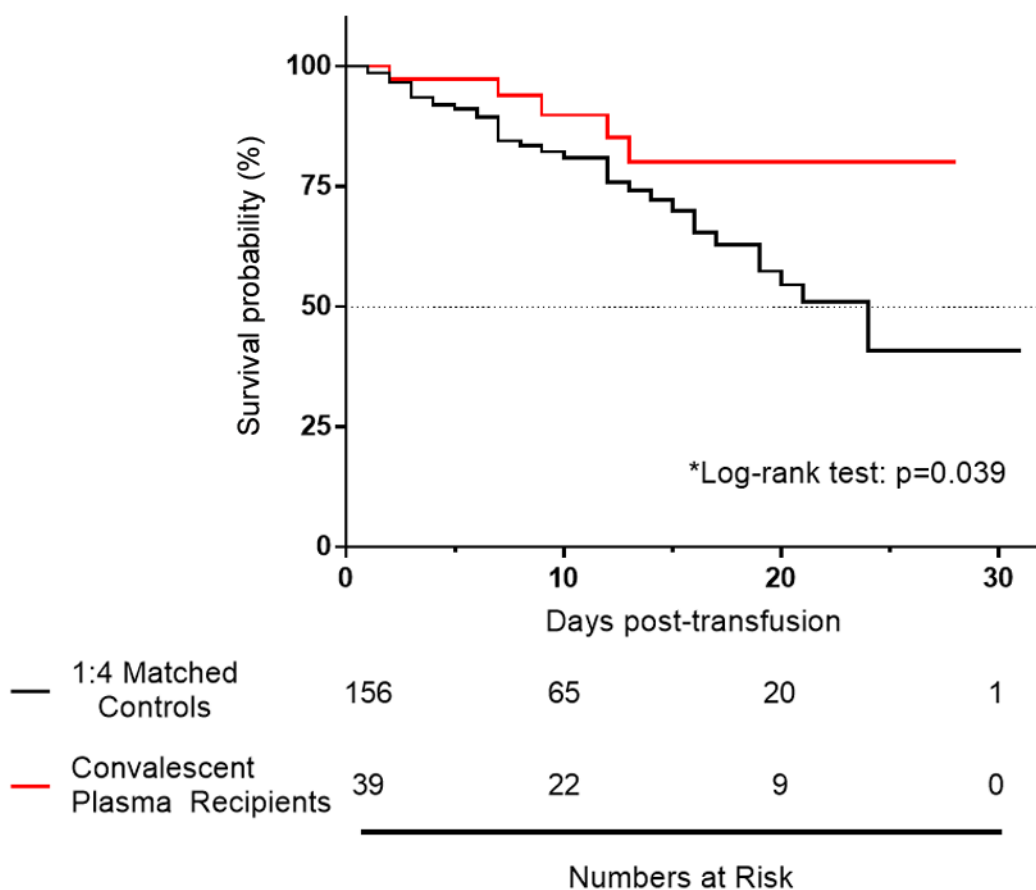 100
75
50
25
0
Survival probability (%)
*Log-rank test: p=0.039
0 10 20 30
Days post-transfusion
1:4 Matched
Controls
156 65 20 1
Convalescent
Plasma Recipients
39 22 9 0
Numbers at Risk